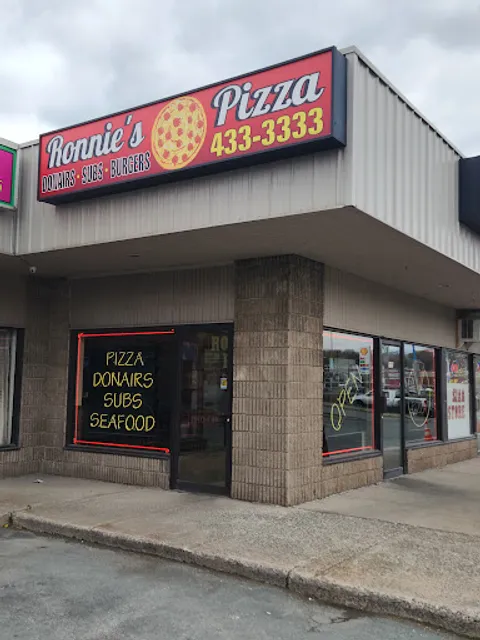 Ronnie's Pizza
DONAIRS • SUBS • BURGERS
433-3333
PIZZA
DONAIRS
SUBS
SEAFOOD
OPEN